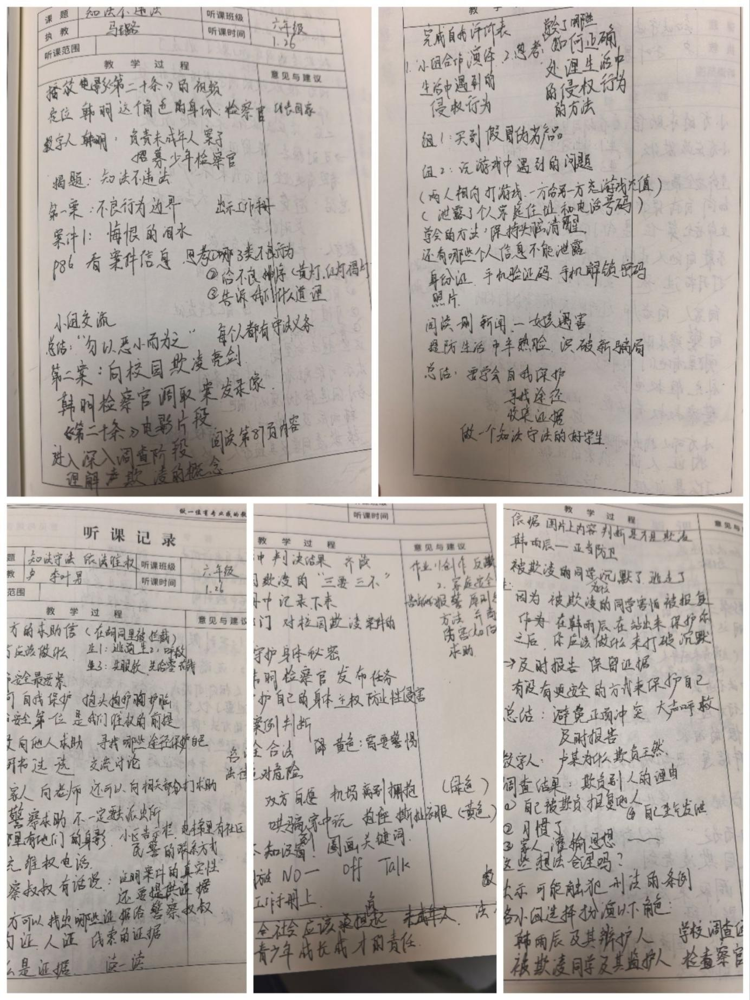 课题 知法不违法 听课班级 六年级
执教 马璐 听课时间 1.26
听课范围
教学过程 意见与建议
播放电影《第二十条》的视频
定位 韩明这个角色的身份:检察官 代表国家
数字人 韩明: 负责未成年人案子
招募少年检察官
揭题: 知法不违法
第一案:不良行为边界 出示工作手册
案件1: 悔恨的泪水
P86 看案件信息 思考①哪3类不良行为
②给不良排序(黄灯.红灯
③告诉我们什么道理
小组交流
总结:"勿以恶小而为之" 每个人都有守法义务
第二案:向校园欺凌亮剑
韩明检察官调取案发录像
《第二十条》电影片段
进入深入调查阶段 阅读第87页内容
理解 欺凌的概念
完成自我评价表
1.小组合作演绎 2.思考: 如何正确
生活中遇到的 处理生活中
侵权行为 的侵权行为
的方法
组1:买到假冒伪劣产品
组2:玩游戏中遇到的问题
(两人相约打游戏.一方给另一方充游戏充值)
(泄露了个人家庭住址和电话号码)
学会的方法:保持头脑清醒
还有哪些个人信息不能泄露
身份证 手机验证码 手机解锁密码
照片
阅读一则新闻 一女孩遇害
提防生活中半熟脸 识破新骗局
总结: 要学会自我保护
寻找途径
收集证据
做一个知法守法的好学生
做一位有专业感的教
听课记录
题 知法守法 依法维权 听课班级 六年级
教 李叶男 听课时间 1.26
范围
教学过程 意见与建议
方的求助信(在胡同里被拦截)
应该做什么 生1:逃跑 生2:呼救
生3:先服软
安全最要紧
自我保护 抱头 护胸护脸
安全第一位 是我们维权的前提
向他人求助 寻找哪些途径保护自己
书选一选 交流讨论
家人 向老师 还可以向相关部分求助
警察求助 不一定要去派出所
里有他们的身影 小区告示栏 电梯里有社区
民警的联系方式
充 维权电话
察叔叔有话说: 证明案件的真实性
还要提供证据
方可以找出哪些证据给警察叔叔
证 人证 线索的证据
么是证据 读一读
听课时间
教学过程 意见与建议
中判决结果 齐读
欺凌的"三要三不"
中记录下来
门 对校园欺凌案件的
守护身体秘密
韩明检察官发布任务
护自己的身体主权 防止性侵害
案例判断
全合法 黄色:需要警惕
对危险
双方自愿 机场离别拥抱 (绿色)
哄骗到家中玩 撕扯衣服(黄色)
圈画关键词
NO— Off Talk
工作手册上
全社会应该肩担起 未成年人 法
青少年成长成才的责任
作业:1.创作反
2.家庭安全
报警 原则
方法
伤害 如何
求助
教学过程 意见与
依据图片上内容判断是不是欺凌
韩雨辰—正当防卫
被欺凌的同学沉默了 逃走了
因为 被欺凌的同学害怕被报复
作为 在韩雨辰在站出来保护你
之后 你应该做什么来打破沉默
→及时报告 保留证据
有没有更安全的方式来保护自己
总结: 避免正面冲突 大声呼救
及时报告
数字人: 卢某为什么欺负王然
调查结果:欺负别人的理由
①自己被欺负报复他人 ④自己生气发泄
②习惯了
③家人灌输思想
这些想法合理吗?
出示可能触犯刑法的条例
各小组选择扮演以下角色:
韩雨辰及其辩护人 学校调查
被欺凌同学及其监护人 检察官